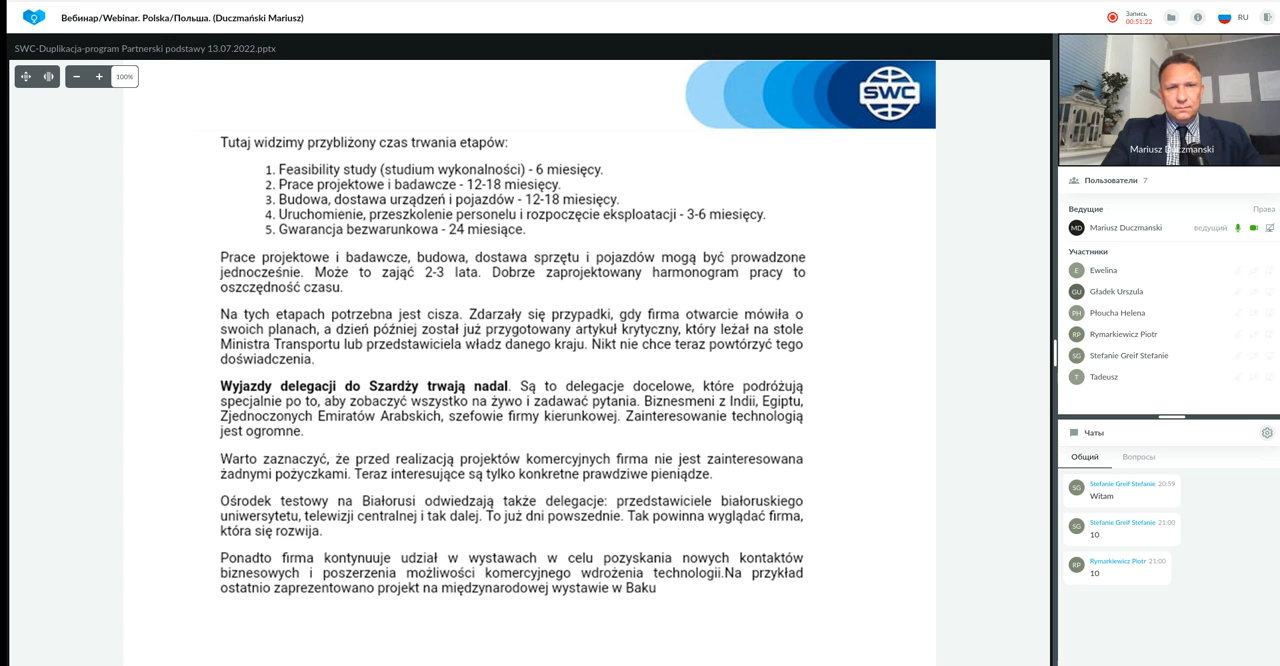 Вебинар/Webinar. Polska/Польша. (Duczmański Mariusz)
Запись
00:51:22
RU
SWC-Duplikacja-program Partnerski podstawy 13.07.2022.pptx
100%
SWC
Tutaj widzimy przybliżony czas trwania etapów:
1. Feasibility study (studium wykonalności) - 6 miesięcy.
2. Prace projektowe i badawcze - 12-18 miesięcy.
3. Budowa, dostawa urządzeń i pojazdów - 12-18 miesięcy.
4. Uruchomienie, przeszkolenie personelu i rozpoczęcie eksploatacji - 3-6 miesięcy.
5. Gwarancja bezwarunkowa - 24 miesiące.
Prace projektowe i badawcze, budowa, dostawa sprzętu i pojazdów mogą być prowadzone
jednocześnie. Może to zająć 2-3 lata. Dobrze zaprojektowany harmonogram pracy to
oszczędność czasu.
Na tych etapach potrzebna jest cisza. Zdarzały się przypadki, gdy firma otwarcie mówiła o
swoich planach, a dzień później został już przygotowany artykuł krytyczny, który leżał na stole
Ministra Transportu lub przedstawiciela władz danego kraju. Nikt nie chce teraz powtórzyć tego
doświadczenia.
Wyjazdy delegacji do Szardży trwają nadal. Są to delegacje docelowe, które podróżują
specjalnie po to, aby zobaczyć wszystko na żywo i zadawać pytania. Biznesmeni z Indii, Egiptu,
Zjednoczonych Emiratów Arabskich, szefowie firmy kierunkowej. Zainteresowanie technologią
jest ogromne.
Warto zaznaczyć, że przed realizacją projektów komercyjnych firma nie jest zainteresowana
żadnymi pożyczkami. Teraz interesujące są tylko konkretne prawdziwe pieniądze.
Ośrodek testowy na Białorusi odwiedzają także delegacje: przedstawiciele białoruskiego
uniwersytetu, telewizji centralnej i tak dalej. To już dni powszednie. Tak powinna wyglądać firma,
która się rozwija.
Ponadto firma kontynuuje udział w wystawach w celu pozyskania nowych kontaktów
biznesowych i poszerzenia możliwości komercyjnego wdrożenia technologii.Na przykład
ostatnio zaprezentowano projekt na międzynarodowej wystawie w Baku
Mariusz Duczmanski
Пользователи 7
Ведущие Права
MD Mariusz Duczmanski ведущий
Участники
E Ewelina
GU Gładek Urszula
PH Płoucha Helena
RP Rymarkiewicz Piotr
SG Stefanie Greif Stefanie
T Tadeusz
Чаты
Общий Вопросы
SG Stefanie Greif Stefanie 20:59
Witam
SG Stefanie Greif Stefanie 21:00
10
RP Rymarkiewicz Piotr 21:00
10